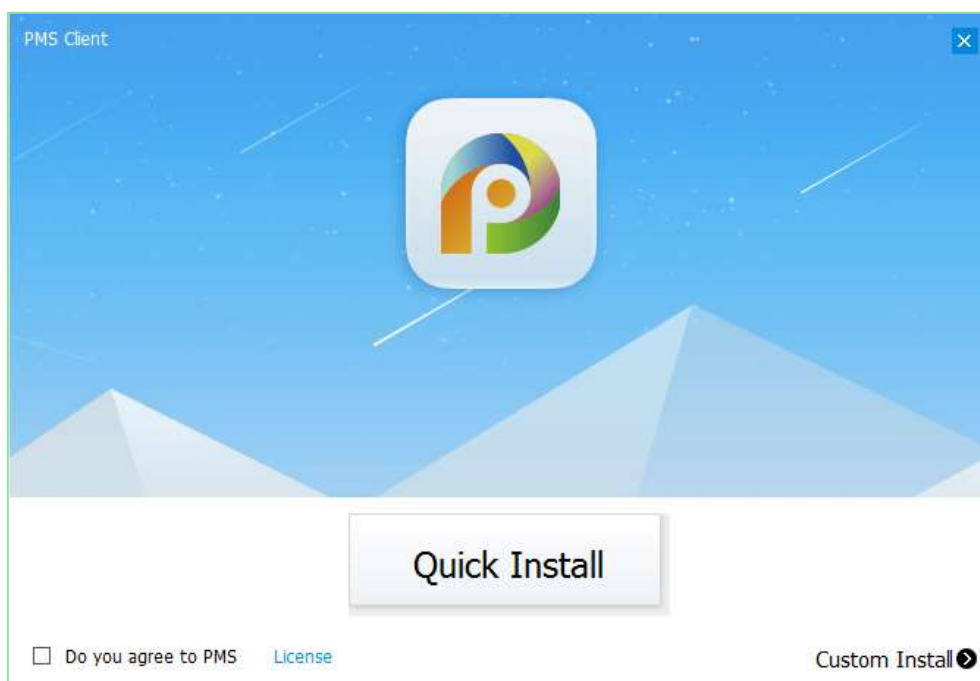 PMS Client
Quick Install
Do you agree to PMS License
Custom Install